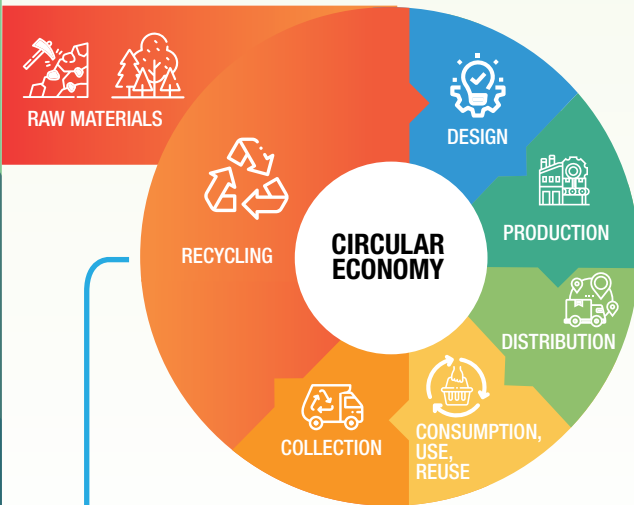 RAW MATERIALS
DESIGN
PRODUCTION
DISTRIBUTION
CONSUMPTION,
USE,
REUSE
COLLECTION
RECYCLING
CIRCULAR
ECONOMY